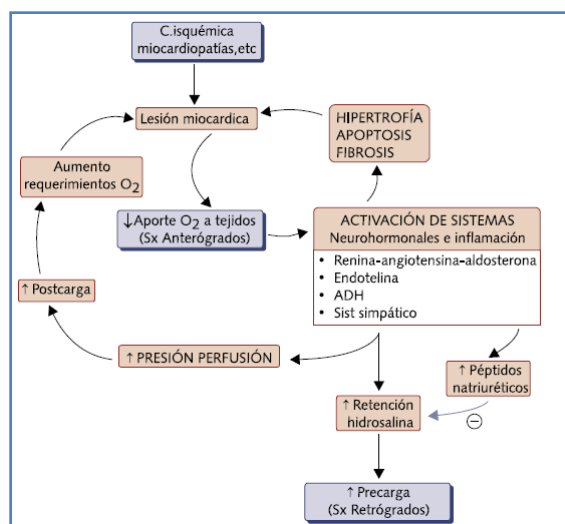 C.isquémica
miocardiopatías,etc
Lesión miocardica
HIPERTROFÍA
APOPTOSIS
FIBROSIS
Aumento
requerimientos O₂
↓Aporte O₂ a tejidos
(Sx Anterógrados)
ACTIVACIÓN DE SISTEMAS
Neurohormonales e inflamación
• Renina-angiotensina-aldosterona
• Endotelina
• ADH
• Sist simpático
↑ Postcarga
↑ PRESIÓN PERFUSIÓN
↑ Péptidos
natriuréticos
↑ Retención
hidrosalina
−
↑ Precarga
(Sx Retrógrados)